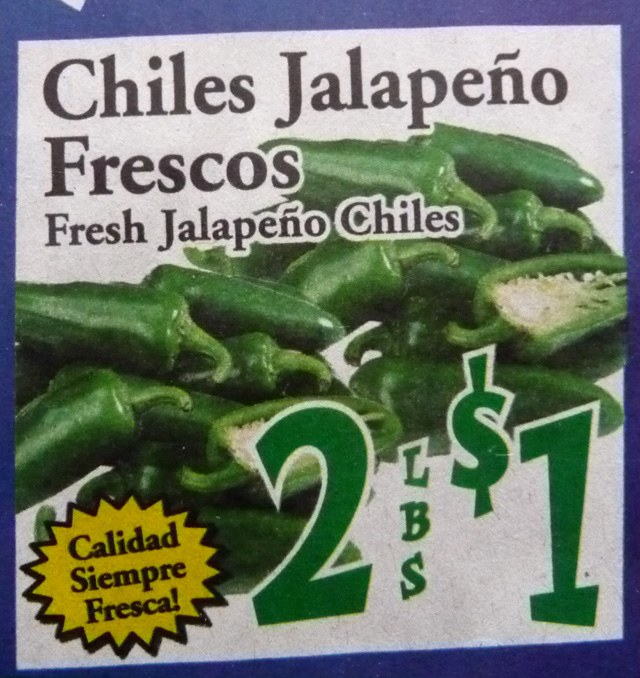 Chiles Jalapeño
Frescos
Fresh Jalapeño Chiles
2 LBS $1
Calidad
Siempre
Fresca!